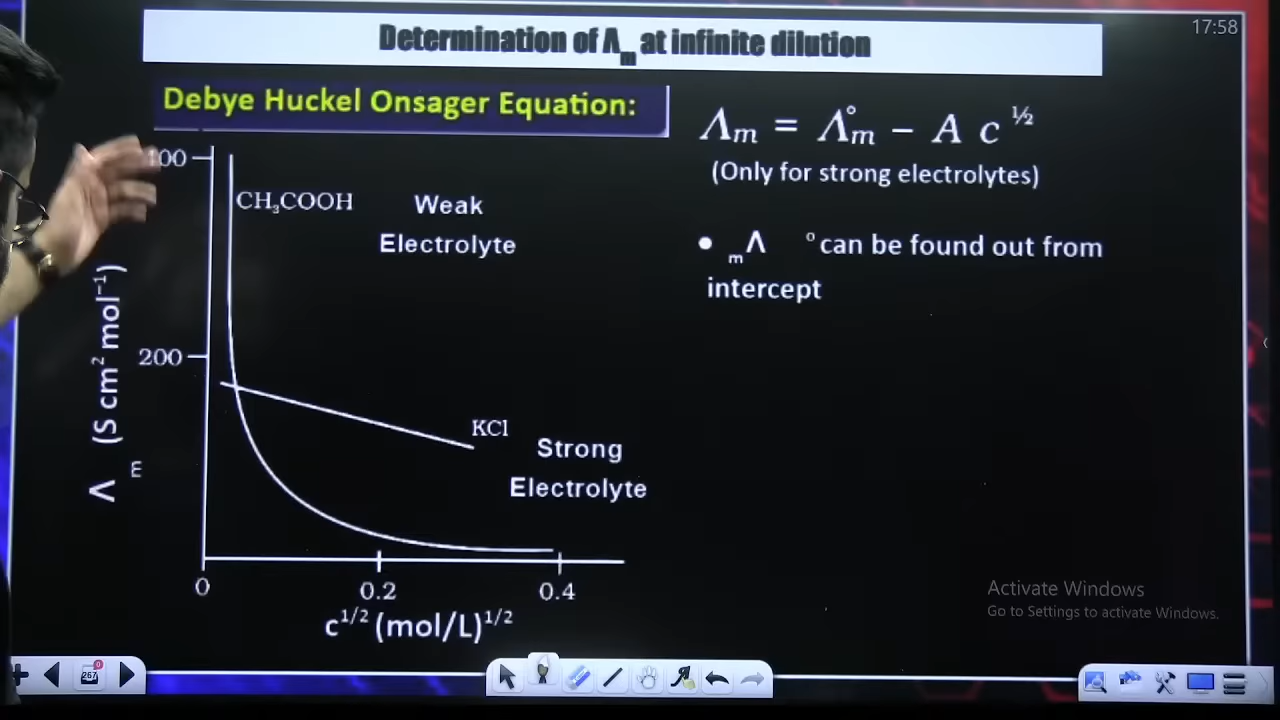 17:58
Determination of Λm at infinite dilution
Debye Huckel Onsager Equation:
Λm = Λ°m − A c ½
(Only for strong electrolytes)
• mΛ ° can be found out from
intercept
CH₃COOH
Weak
Electrolyte
200
Λm (S cm² mol⁻¹)
KCl
Strong
Electrolyte
0 0.2 0.4
c1/2 (mol/L)1/2
Activate Windows
Go to Settings to activate Windows.
267